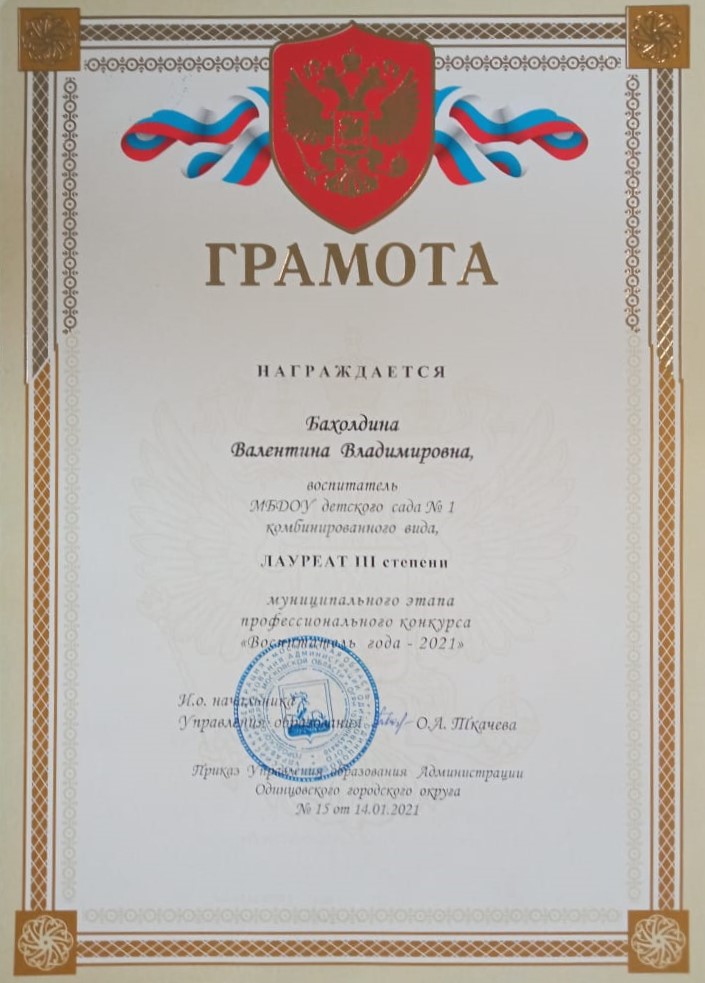 ГРАМОТА
НАГРАЖДАЕТСЯ
Бахолдина
Валентина Владимировна,
воспитатель
МБДОУ детского сада № 1
комбинированного вида,
ЛАУРЕАТ III степени
муниципального этапа
профессионального конкурса
«Воспитатель года - 2021»
И.о. начальника
Управления образования О.А. Ткачева
Приказ Управления образования Администрации
Одинцовского городского округа
№ 15 от 14.01.2021